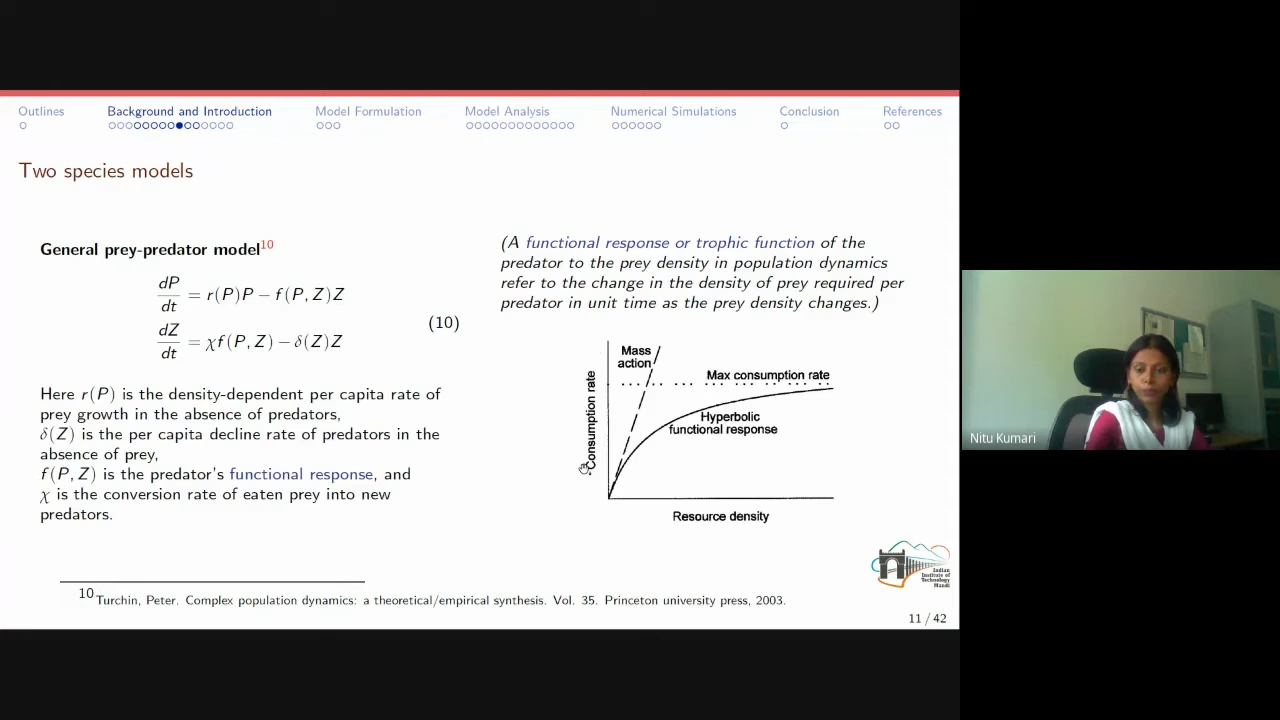 Outlines Background and Introduction Model Formulation Model Analysis Numerical Simulations Conclusion References
Two species models
General prey-predator model10
dP/dt = r(P)P − f(P, Z)Z
dZ/dt = χf(P, Z) − δ(Z)Z
(10)
Here r(P) is the density-dependent per capita rate of
prey growth in the absence of predators,
δ(Z) is the per capita decline rate of predators in the
absence of prey,
f(P, Z) is the predator's functional response, and
χ is the conversion rate of eaten prey into new
predators.
(A functional response or trophic function of the
predator to the prey density in population dynamics
refer to the change in the density of prey required per
predator in unit time as the prey density changes.)
Mass
action
Max consumption rate
Hyperbolic
functional response
Consumption rate
Resource density
Indian
Institute of
Technology
Mandi
10 Turchin, Peter. Complex population dynamics: a theoretical/empirical synthesis. Vol. 35. Princeton university press, 2003.
11 / 42
Nitu Kumari